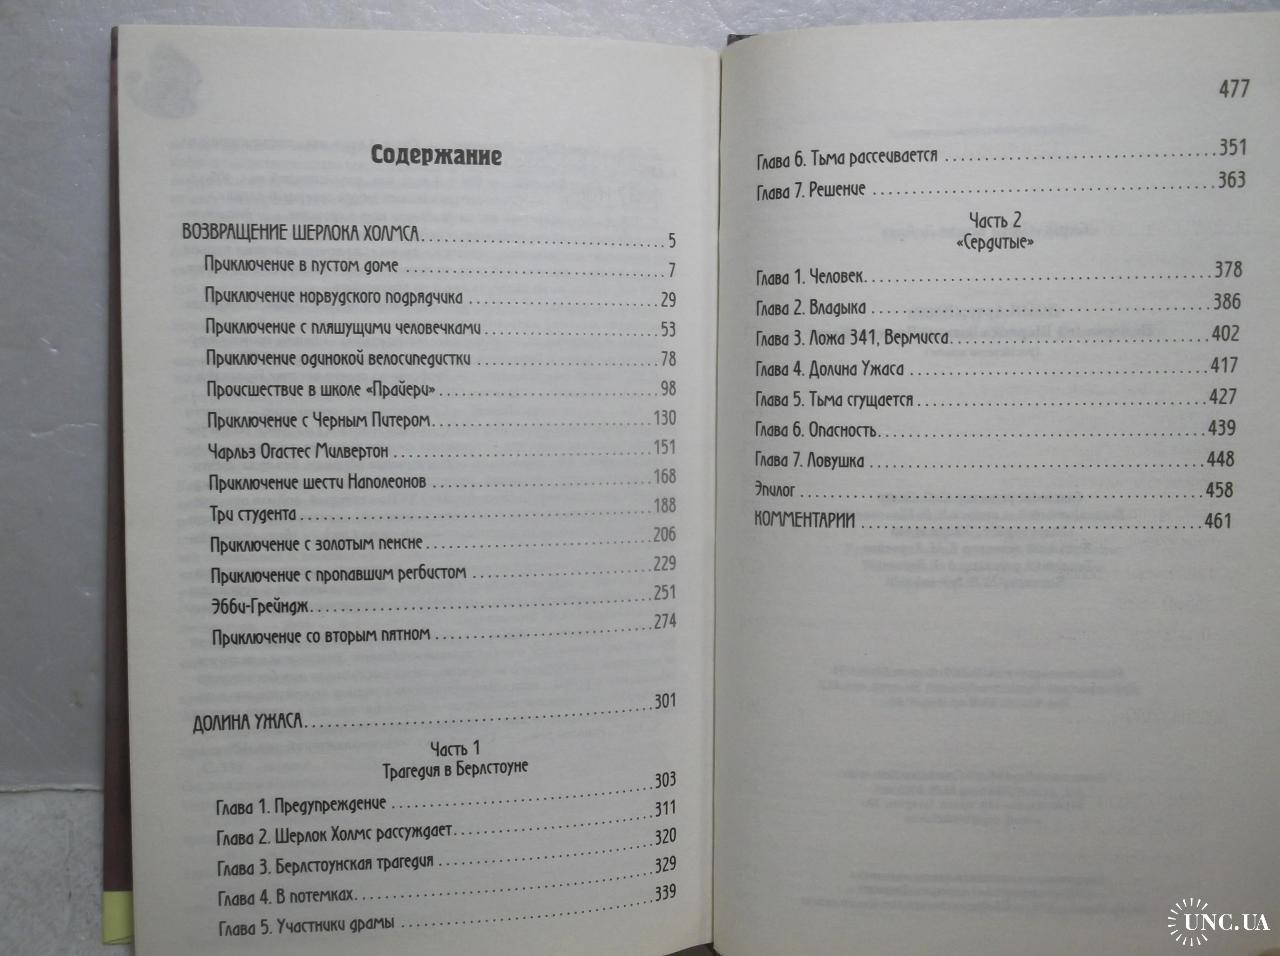 Содержание
ВОЗВРАЩЕНИЕ ШЕРЛОКА ХОЛМСА 5
Приключение в пустом доме 7
Приключение норвудского подрядчика 29
Приключение с пляшущими человечками 53
Приключение одинокой велосипедистки 78
Происшествие в школе «Прайери» 98
Приключение с Черным Питером 130
Чарльз Огастес Милвертон 151
Приключение шести Наполеонов 168
Три студента 188
Приключение с золотым пенсне 206
Приключение с пропавшим регбистом 229
Эбби-Грейндж 251
Приключение со вторым пятном 274
ДОЛИНА УЖАСА 301
Часть 1
Трагедия в Берлстоуне
Глава 1. Предупреждение 303
Глава 2. Шерлок Холмс рассуждает 311
Глава 3. Берлстоунская трагедия 320
Глава 4. В потемках 329
Глава 5. Участники драмы 339
477
Глава 6. Тьма рассеивается 351
Глава 7. Решение 363
Часть 2
«Сердитые»
Глава 1. Человек 378
Глава 2. Владыка 386
Глава 3. Ложа 341, Вермисса 402
Глава 4. Долина Ужаса 417
Глава 5. Тьма сгущается 427
Глава 6. Опасность 439
Глава 7. Ловушка 448
Эпилог 458
КОММЕНТАРИИ 461
UNC.UA